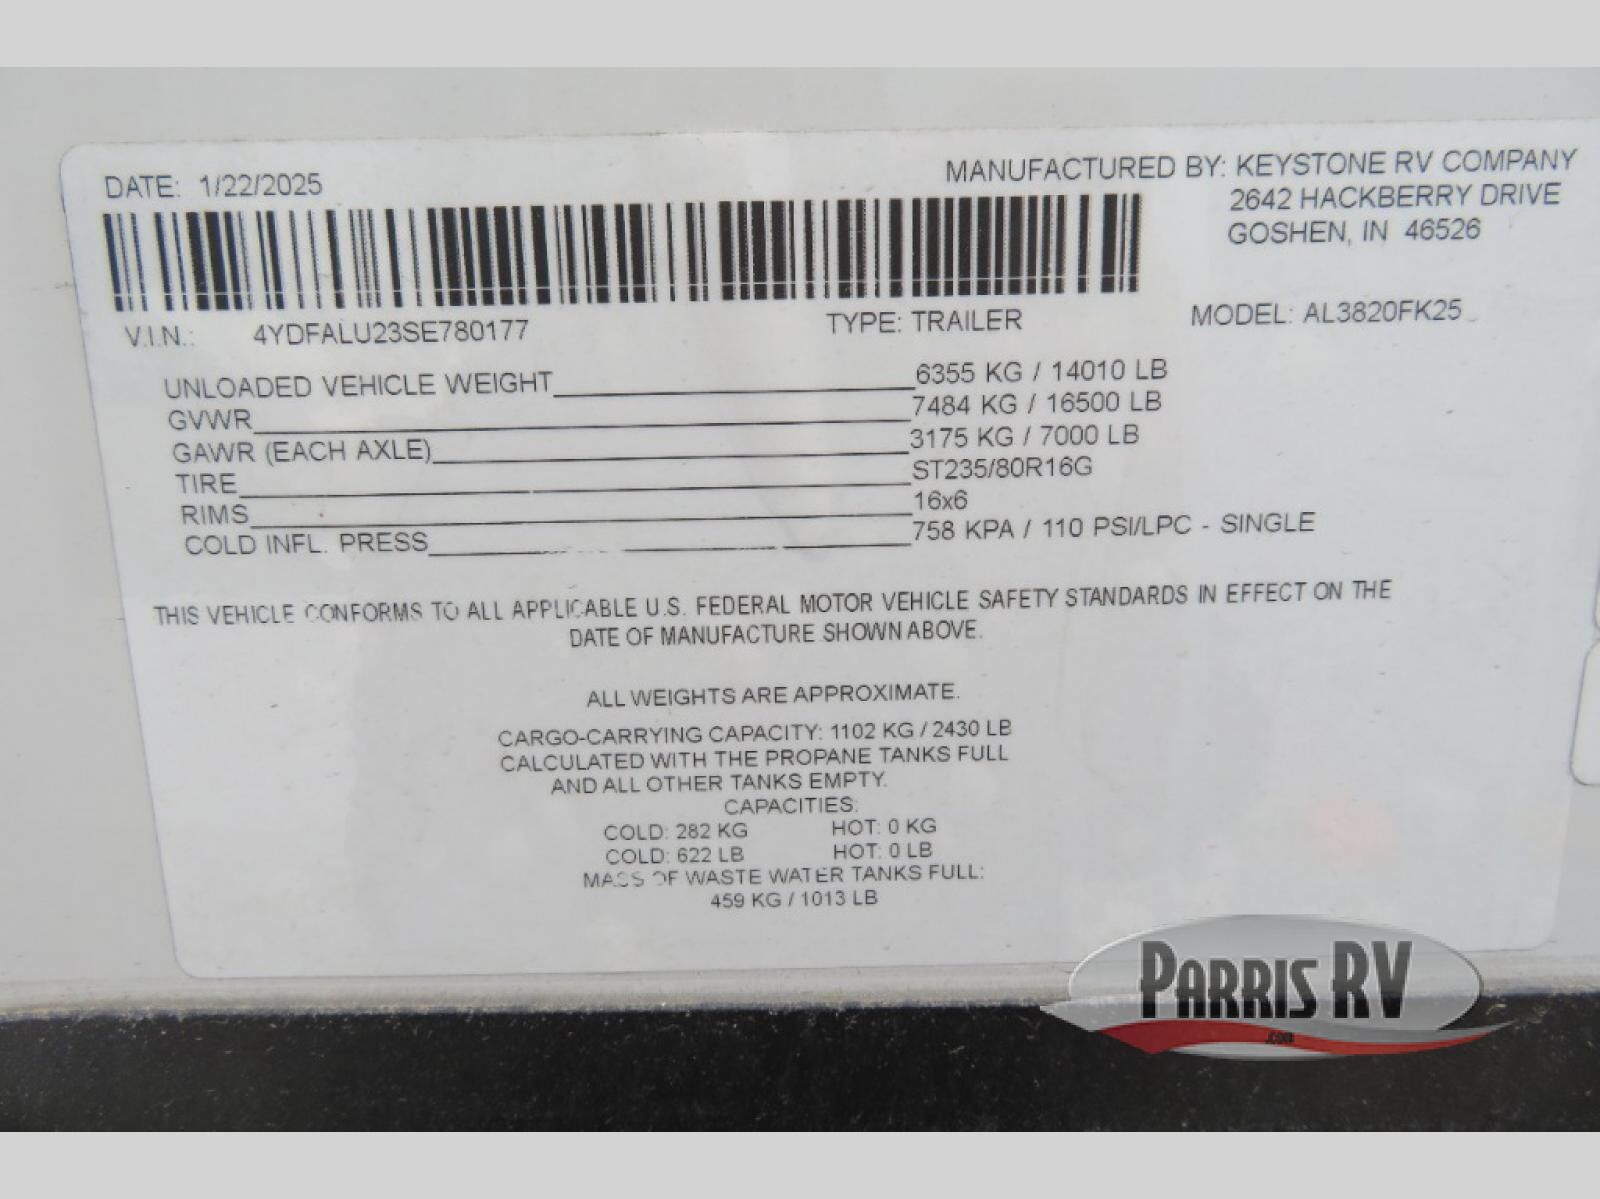 DATE: 1/22/2025
MANUFACTURED BY: KEYSTONE RV COMPANY
2642 HACKBERRY DRIVE
GOSHEN, IN 46526
V.I.N.: 4YDFALU23SE780177 TYPE: TRAILER MODEL: AL3820FK25
UNLOADED VEHICLE WEIGHT 6355 KG / 14010 LB
GVWR 7484 KG / 16500 LB
GAWR (EACH AXLE) 3175 KG / 7000 LB
TIRE ST235/80R16G
RIMS 16x6
COLD INFL. PRESS 758 KPA / 110 PSI/LPC - SINGLE
THIS VEHICLE CONFORMS TO ALL APPLICABLE U.S. FEDERAL MOTOR VEHICLE SAFETY STANDARDS IN EFFECT ON THE
DATE OF MANUFACTURE SHOWN ABOVE.
ALL WEIGHTS ARE APPROXIMATE.
CARGO-CARRYING CAPACITY: 1102 KG / 2430 LB
CALCULATED WITH THE PROPANE TANKS FULL
AND ALL OTHER TANKS EMPTY.
CAPACITIES:
COLD: 282 KG HOT: 0 KG
COLD: 622 LB HOT: 0 LB
MASS OF WASTE WATER TANKS FULL:
459 KG / 1013 LB
PARRIS RV
.COM